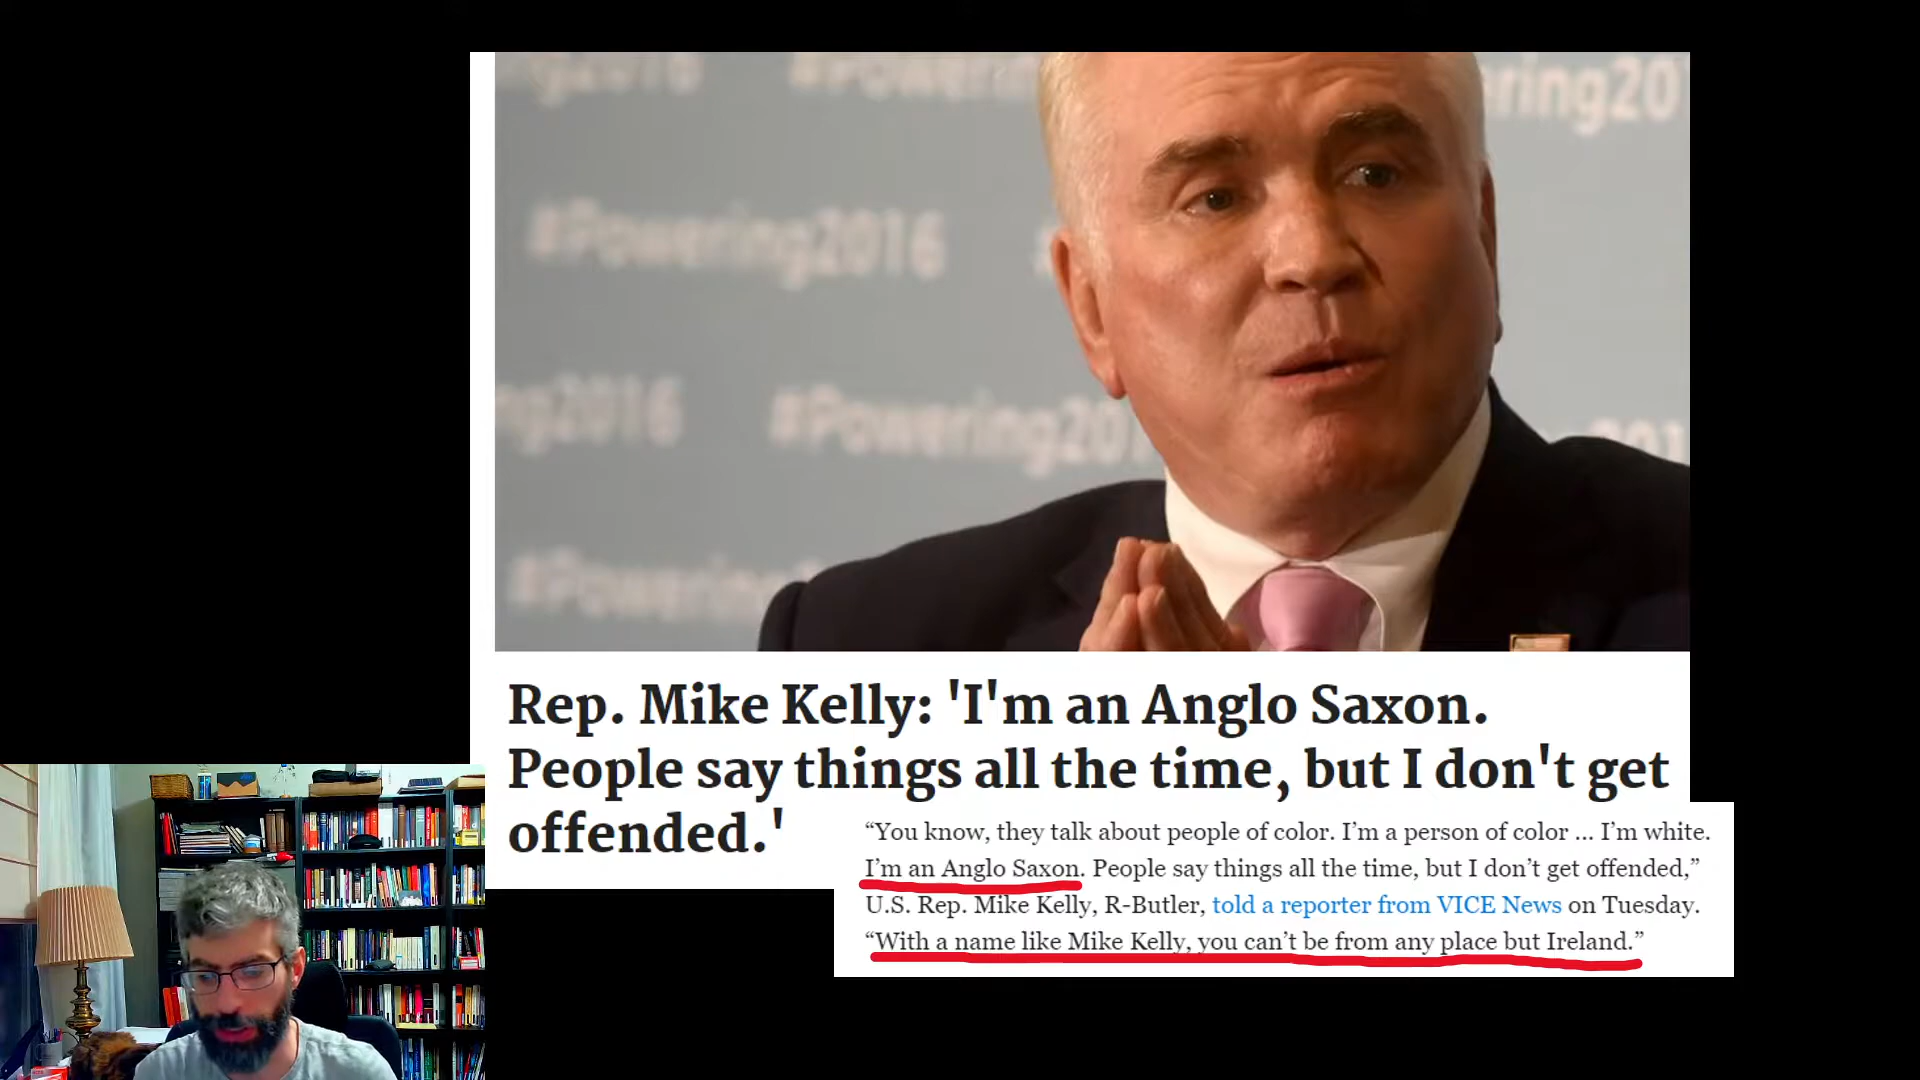 #Powering2016
Rep. Mike Kelly: 'I'm an Anglo Saxon.
People say things all the time, but I don't get
offended.'
“You know, they talk about people of color. I’m a person of color ... I’m white.
I’m an Anglo Saxon. People say things all the time, but I don’t get offended,”
U.S. Rep. Mike Kelly, R-Butler, told a reporter from VICE News on Tuesday.
“With a name like Mike Kelly, you can’t be from any place but Ireland.”